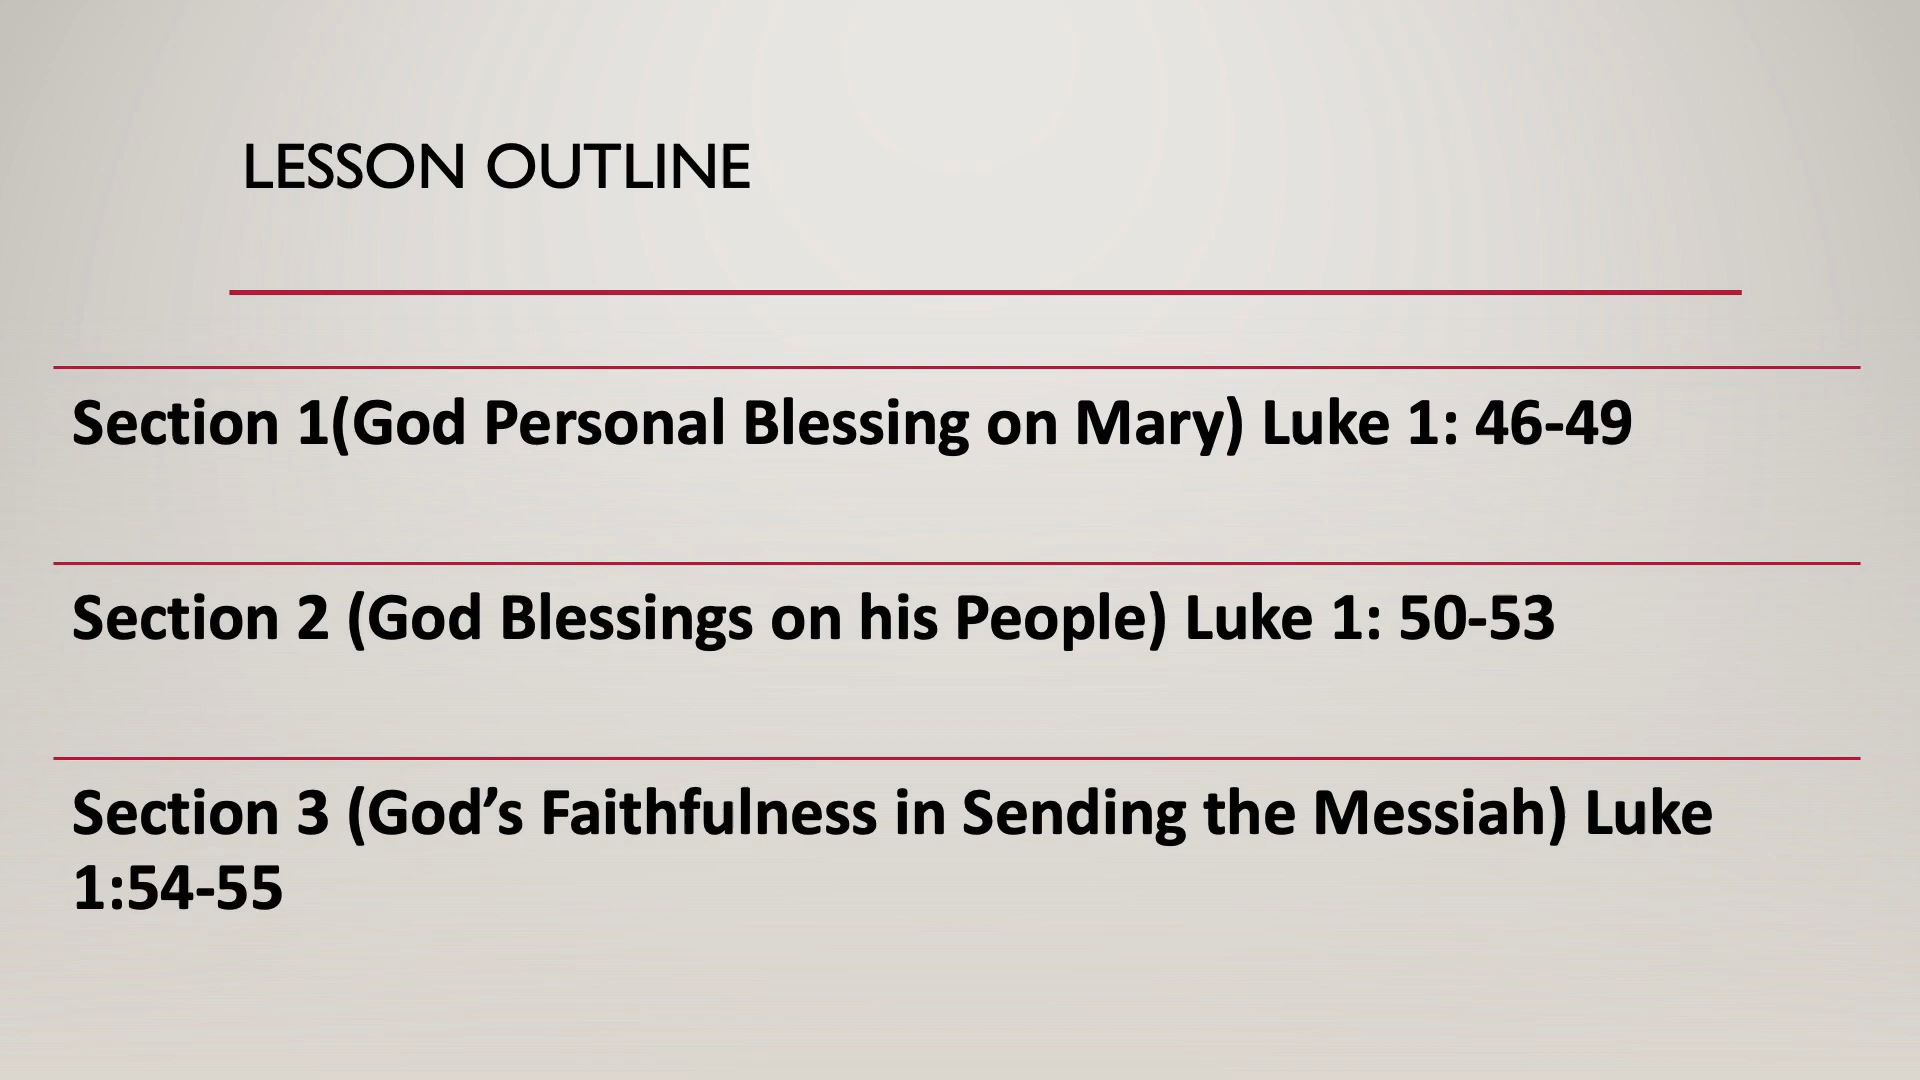 LESSON OUTLINE
Section 1(God Personal Blessing on Mary) Luke 1: 46-49
Section 2 (God Blessings on his People) Luke 1: 50-53
Section 3 (God’s Faithfulness in Sending the Messiah) Luke
1:54-55